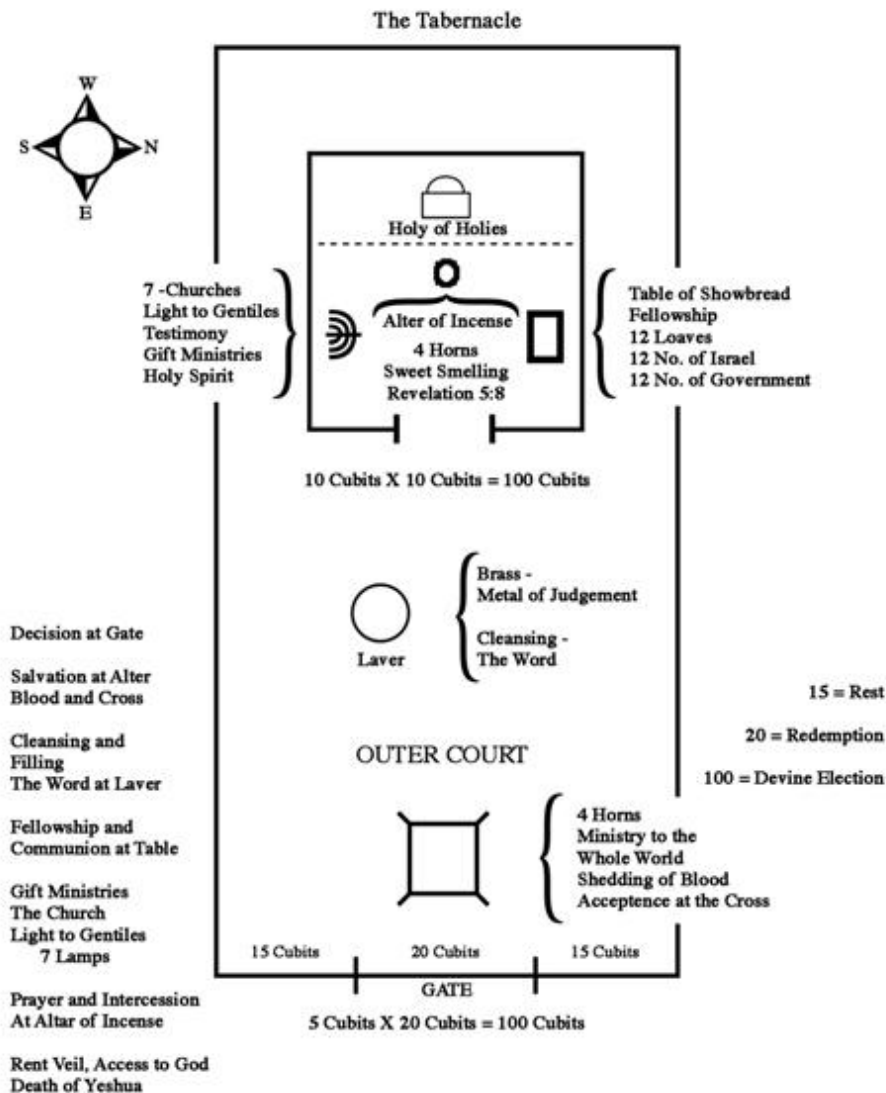 The Tabernacle
W
S
N
E
Holy of Holies
7 -Churches
Light to Gentiles
Testimony
Gift Ministries
Holy Spirit
Alter of Incense
4 Horns
Sweet Smelling
Revelation 5:8
Table of Showbread
Fellowship
12 Loaves
12 No. of Israel
12 No. of Government
10 Cubits X 10 Cubits = 100 Cubits
Laver
Brass -
Metal of Judgement
Cleansing -
The Word
Decision at Gate
Salvation at Alter
Blood and Cross
Cleansing and
Filling
The Word at Laver
Fellowship and
Communion at Table
Gift Ministries
The Church
Light to Gentiles
7 Lamps
Prayer and Intercession
At Altar of Incense
Rent Veil, Access to God
Death of Yeshua
OUTER COURT
15 = Rest
20 = Redemption
100 = Devine Election
4 Horns
Ministry to the
Whole World
Shedding of Blood
Acceptence at the Cross
15 Cubits
20 Cubits
15 Cubits
GATE
5 Cubits X 20 Cubits = 100 Cubits